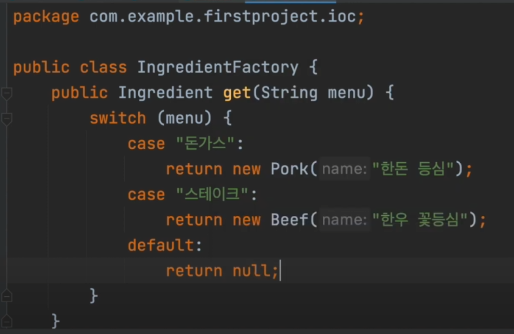 package com.example.firstproject.ioc;
public class IngredientFactory {
public Ingredient get(String menu) {
switch (menu) {
case "돈가스":
return new Pork( name: "한돈 등심");
case "스테이크":
return new Beef( name: "한우 꽃등심");
default:
return null;
}
}